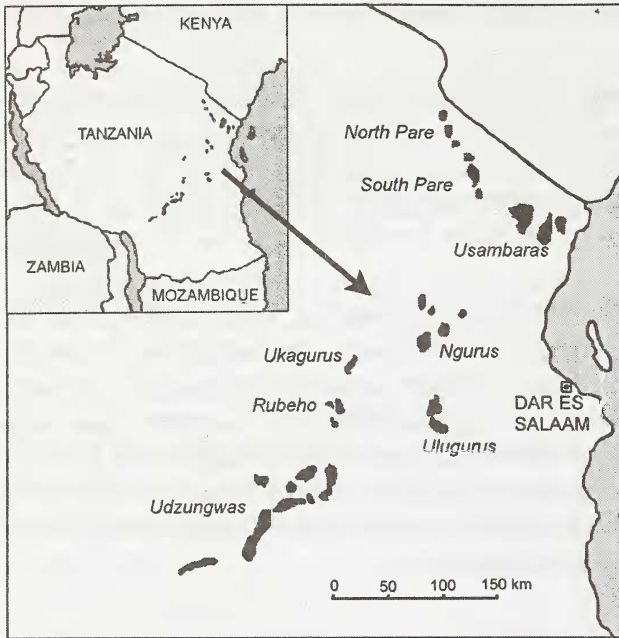 KENYA
TANZANIA
ZAMBIA
MOZAMBIQUE
North Pare
South Pare
Usambaras
Ukagurus
Ngurus
Rubeho
DAR ES
SALAAM
Ulugurus
Udzungwas
0 50 100 150 km